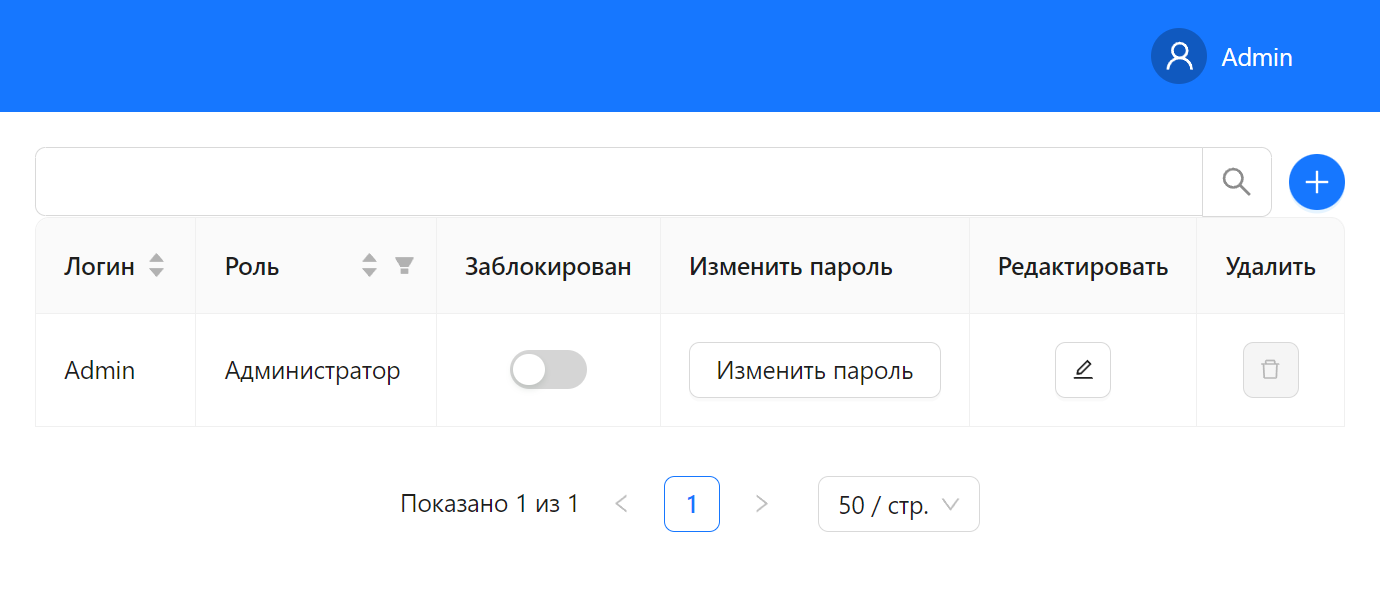 Admin
Логин Роль Заблокирован Изменить пароль Редактировать Удалить
Admin Администратор Изменить пароль
Показано 1 из 1 1 50 / стр.